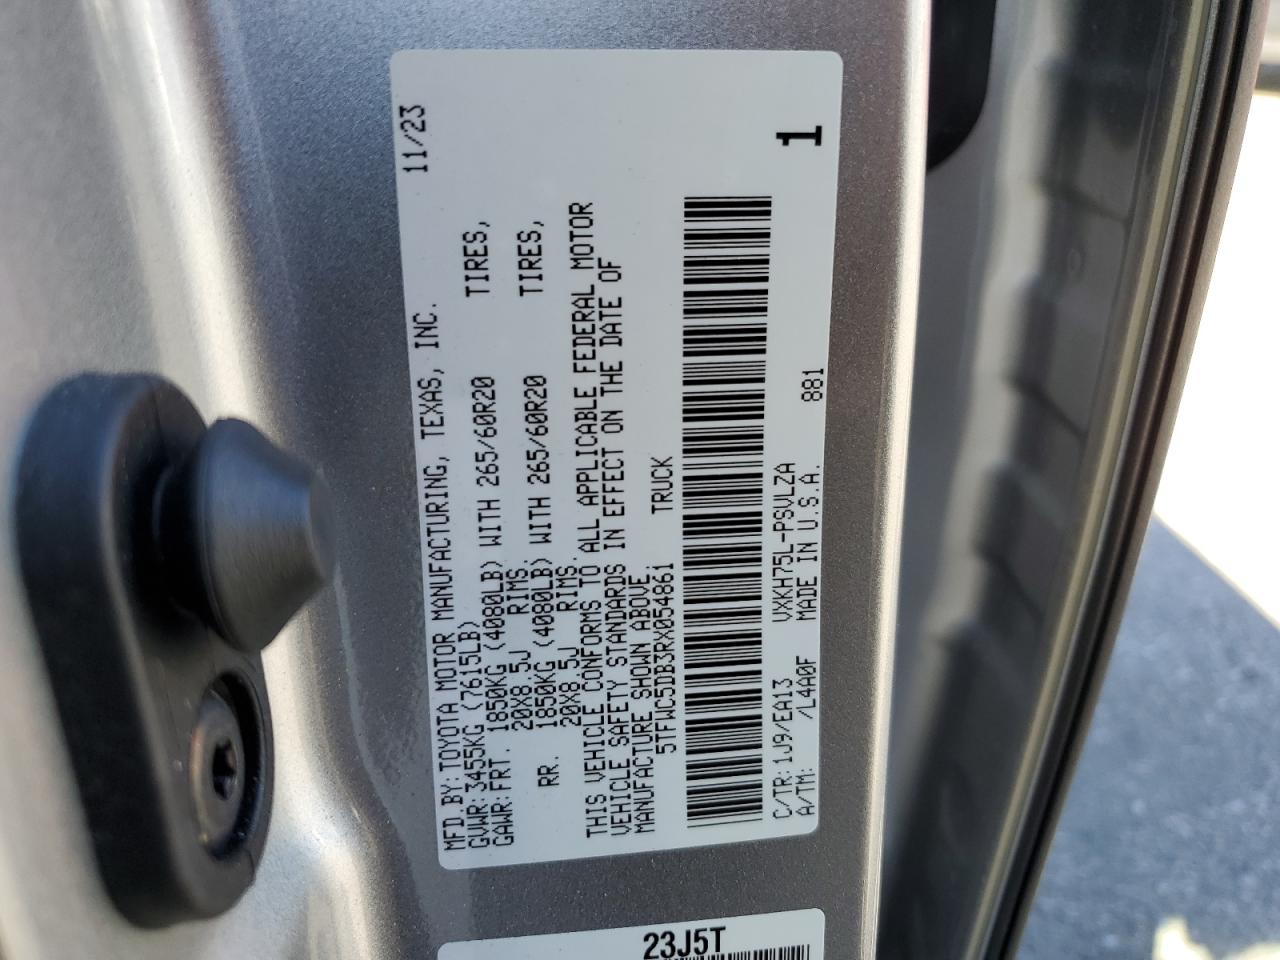 MFD.BY:TOYOTA MOTOR MANUFACTURING, TEXAS, INC. 11/23
GVWR:3455KG (7615LB)
GAWR:FRT. 1850KG (4080LB) WITH 265/60R20 TIRES,
20X8.5J RIMS.
RR. 1850KG (4080LB) WITH 265/60R20 TIRES,
20X8.5J RIMS.
THIS VEHICLE CONFORMS TO ALL APPLICABLE FEDERAL MOTOR
VEHICLE SAFETY STANDARDS IN EFFECT ON THE DATE OF
MANUFACTURE SHOWN ABOVE.
5TFWC5DB3RX054861 TRUCK
C/TR:1J9/EA13 VXKH75L-PSVLZA 881 1
A/TM: /L4A0F MADE IN U.S.A.
23J5T